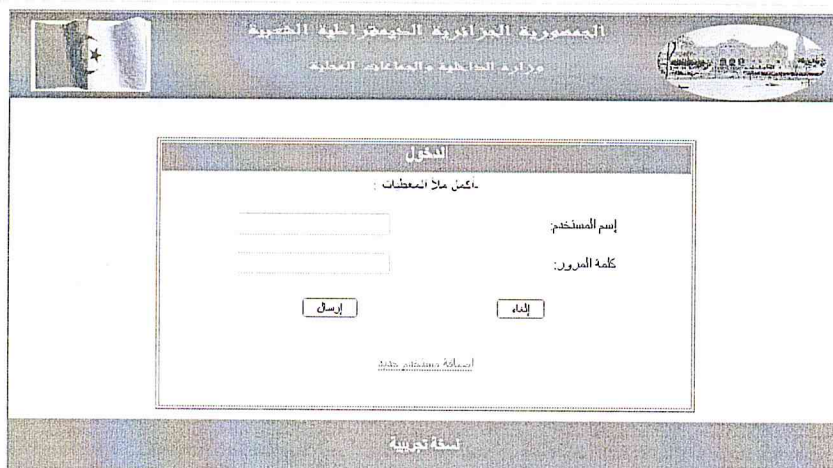 الجمهورية الجزائرية الديمقراطية الشعبية
وزارة الداخلية والجماعات المحلية
الدخول
-أكمل ملأ المعطيات :
إسم المستخدم:
كلمة المرور:
إلغاء
إرسال
اضافة مستخدم جديد
نسخة تجريبية